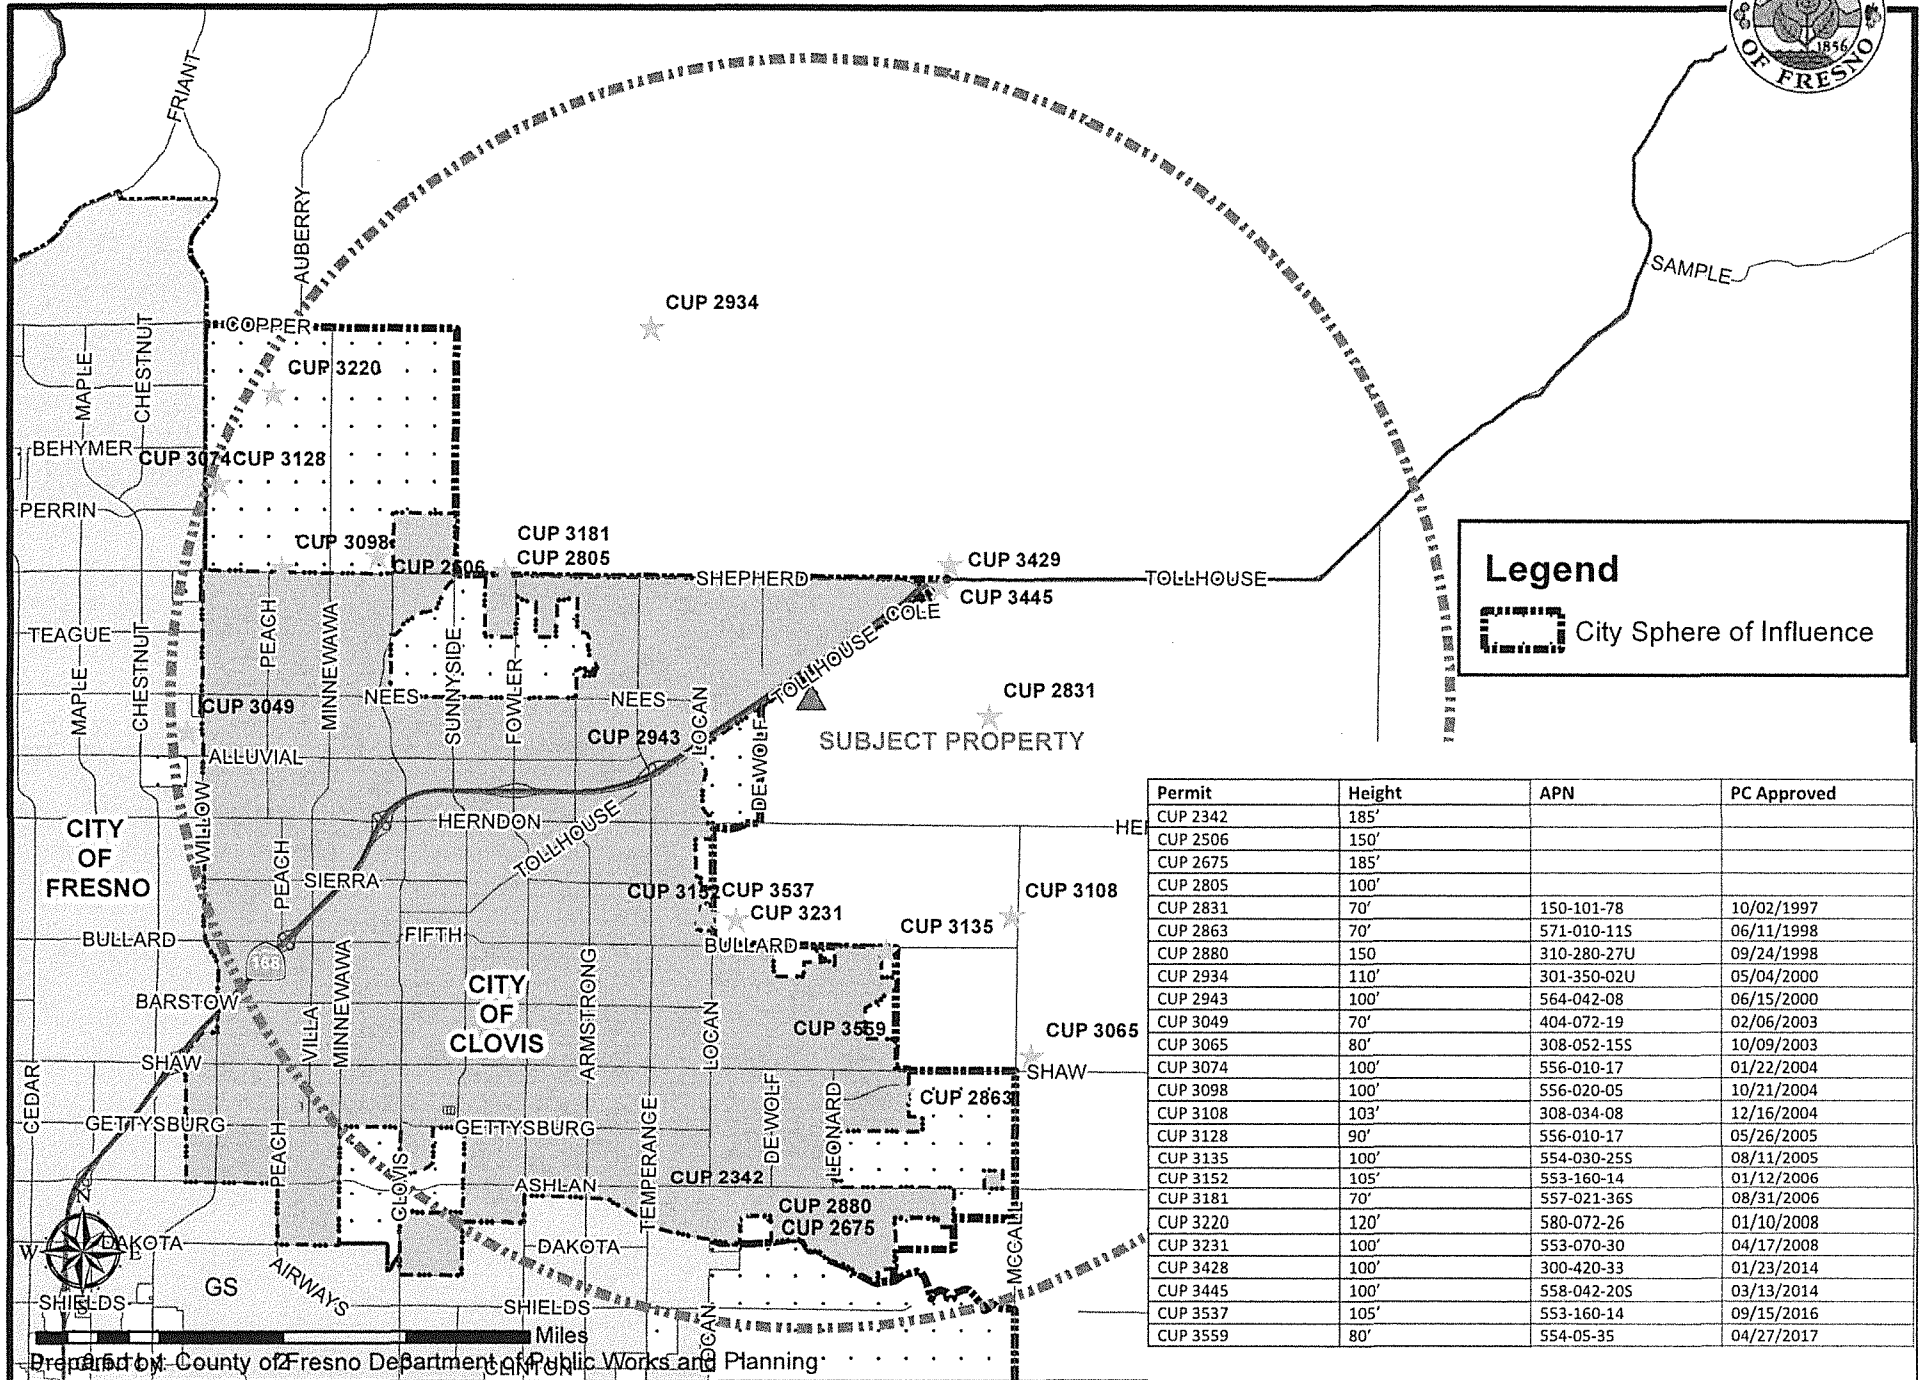 1856
OF FRESNO
FRIANT
AUBERRY
SAMPLE
CUP 2934
COPPER
CUP 3220
MAPLE
CHESTNUT
BEHYMER
CUP 3074
CUP 3128
PERRIN
CUP 3098
CUP 2506
CUP 3181
CUP 2805
CUP 3429
SHEPHERD
TOLLHOUSE
CUP 3445
COLE
TOLLHOUSE
Legend
City Sphere of Influence
TEAGUE
MAPLE
CHESTNUT
PEACH
MINNEWAWA
SUNNYSIDE
FOWLER
NEES
NEES
LOCAN
CUP 3049
CUP 2943
CUP 2831
SUBJECT PROPERTY
DE WOLF
ALLUVIAL
WILLOW
HERNDON
TOLLHOUSE
CITY
OF
FRESNO
PEACH
SIERRA
CUP 3152
CUP 3537
CUP 3231
CUP 3108
CUP 3135
BULLARD
FIFTH
BULLARD
168
MINNEWAWA
VILLA
BARSTOW
CITY
OF
CLOVIS
ARMSTRONG
LOCAN
CUP 3559
CUP 3065
SHAW
SHAW
CEDAR
CUP 2863
GETTYSBURG
GETTYSBURG
PEACH
CLOVIS
TEMPERANCE
DE WOLF
LEONARD
ASHLAN
CUP 2342
CUP 2880
CUP 2675
MCCALL
N
W
E
DAKOTA
DAKOTA
AIRWAYS
GS
SHIELDS
SHIELDS
LOCAN
Miles
Prepared by: County of Fresno Department of Public Works and Planning
CLINTON
Permit Height APN PC Approved
CUP 2342 185'
CUP 2506 150'
CUP 2675 185'
CUP 2805 100'
CUP 2831 70' 150-101-78 10/02/1997
CUP 2863 70' 571-010-11S 06/11/1998
CUP 2880 150 310-280-27U 09/24/1998
CUP 2934 110' 301-350-02U 05/04/2000
CUP 2943 100' 564-042-08 06/15/2000
CUP 3049 70' 404-072-19 02/06/2003
CUP 3065 80' 308-052-15S 10/09/2003
CUP 3074 100' 556-010-17 01/22/2004
CUP 3098 100' 556-020-05 10/21/2004
CUP 3108 103' 308-034-08 12/16/2004
CUP 3128 90' 556-010-17 05/26/2005
CUP 3135 100' 554-030-25S 08/11/2005
CUP 3152 105' 553-160-14 01/12/2006
CUP 3181 70' 557-021-36S 08/31/2006
CUP 3220 120' 580-072-26 01/10/2008
CUP 3231 100' 553-070-30 04/17/2008
CUP 3428 100' 300-420-33 01/23/2014
CUP 3445 100' 558-042-20S 03/13/2014
CUP 3537 105' 553-160-14 09/15/2016
CUP 3559 80' 554-05-35 04/27/2017